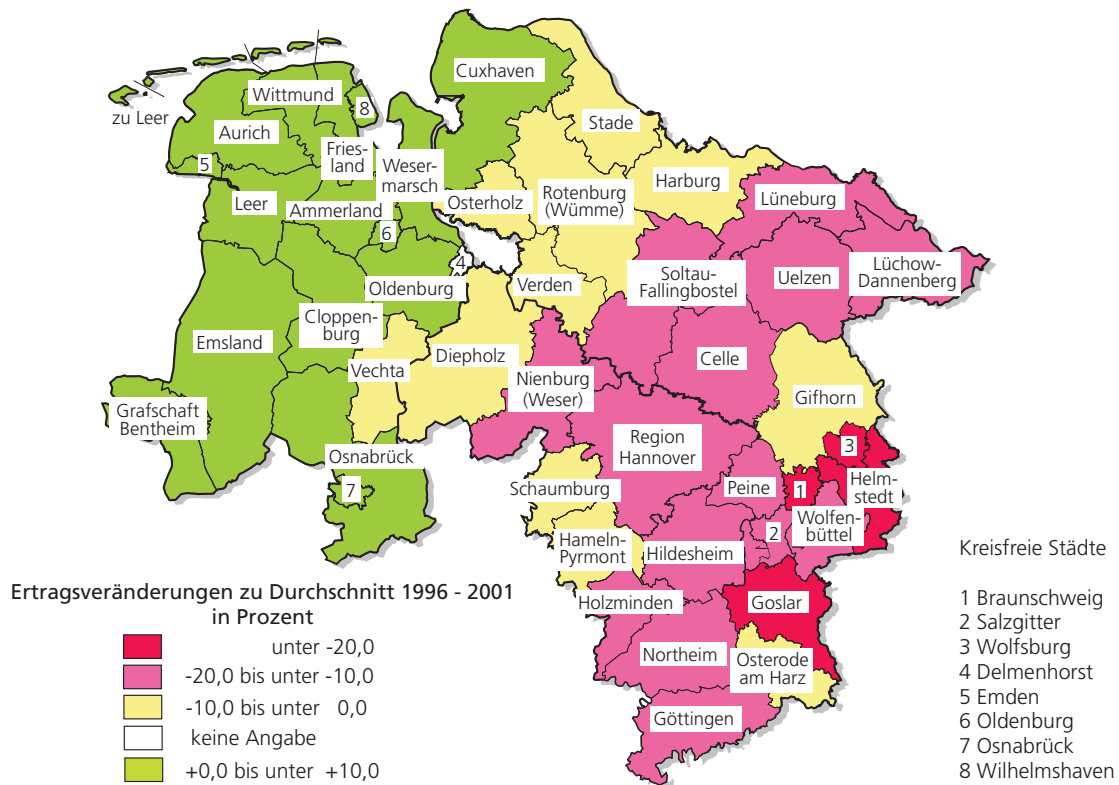 Cuxhaven
Wittmund
8
zu Leer
Stade
Aurich
Fries-
land
Weser-
marsch
5
Harburg
Leer
Ammerland
Osterholz
Rotenburg
(Wümme)
Lüneburg
6
4
Oldenburg
Verden
Soltau-
Fallingbostel
Uelzen
Lüchow-
Dannenberg
Cloppen-
burg
Emsland
Vechta
Diepholz
Nienburg
(Weser)
Celle
Gifhorn
Grafschaft
Bentheim
Osnabrück
Region
Hannover
3
7
Schaumburg
Peine
1
Helm-
stedt
Wolfen-
büttel
2
Hameln-
Pyrmont
Hildesheim
Holzminden
Goslar
Northeim
Osterode
am Harz
Göttingen
Ertragsveränderungen zu Durchschnitt 1996 - 2001
in Prozent
unter -20,0
-20,0 bis unter -10,0
-10,0 bis unter 0,0
keine Angabe
+0,0 bis unter +10,0
Kreisfreie Städte
1 Braunschweig
2 Salzgitter
3 Wolfsburg
4 Delmenhorst
5 Emden
6 Oldenburg
7 Osnabrück
8 Wilhelmshaven